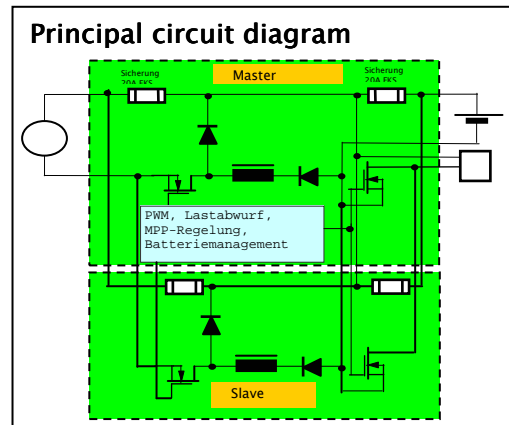 Principal circuit diagram
Sicherung
20A FKS
Master
Sicherung
20A FKS
PWM, Lastabwurf,
MPP-Regelung,
Batteriemanagement
Slave